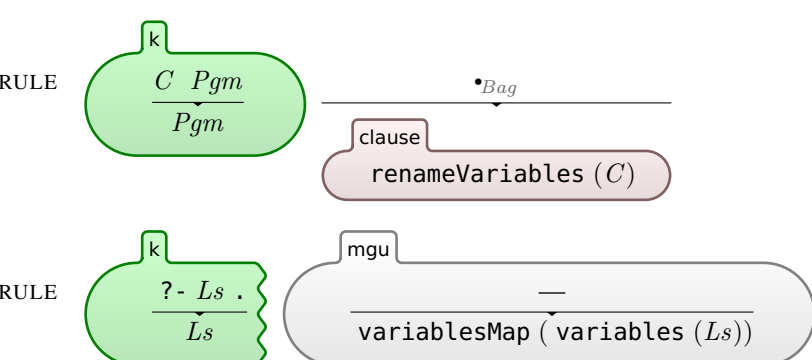 k
RULE C Pgm •Bag
Pgm
clause
renameVariables (C)
k mgu
RULE ?- Ls . —
Ls variablesMap ( variables (Ls))